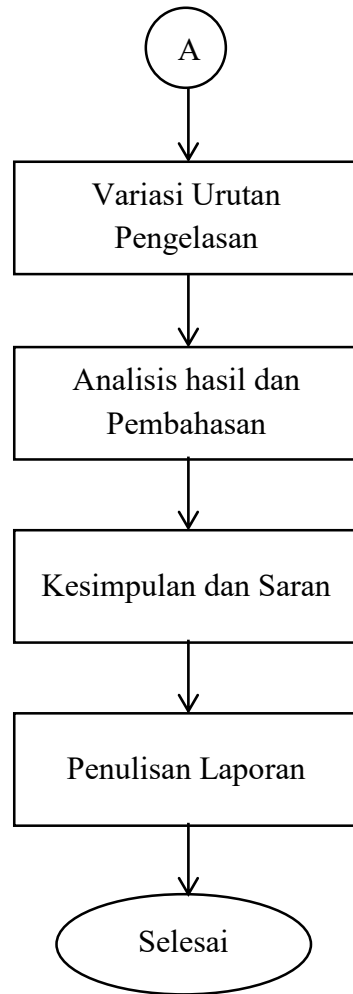 A
Variasi Urutan
Pengelasan
Analisis hasil dan
Pembahasan
Kesimpulan dan Saran
Penulisan Laporan
Selesai